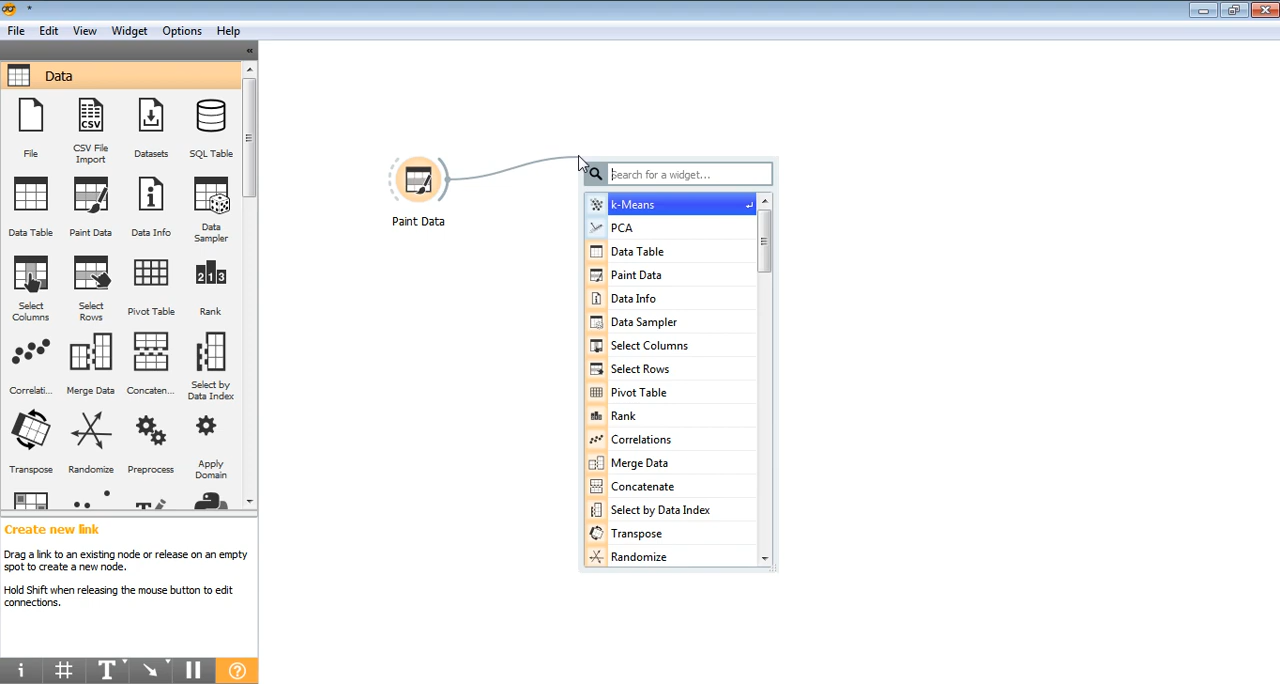 *
File Edit View Widget Options Help
«
Data
File CSV File Import Datasets SQL Table
Data Table Paint Data Data Info Data Sampler
Select Columns Select Rows Pivot Table Rank
Correlati... Merge Data Concaten... Select by Data Index
Transpose Randomize Preprocess Apply Domain
Create new link
Drag a link to an existing node or release on an empty
spot to create a new node.
Hold Shift when releasing the mouse button to edit
connections.
Paint Data
Search for a widget...
k-Means
PCA
Data Table
Paint Data
Data Info
Data Sampler
Select Columns
Select Rows
Pivot Table
Rank
Correlations
Merge Data
Concatenate
Select by Data Index
Transpose
Randomize